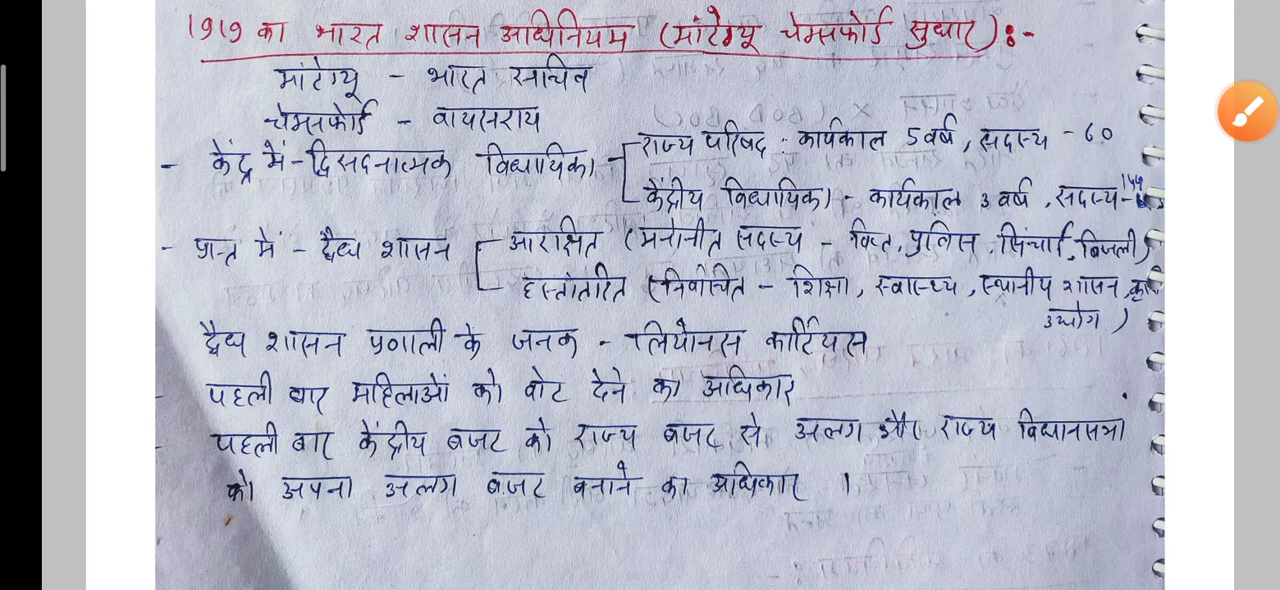 1919 का भारत शासन अधिनियम (मांटेग्यू चेम्सफोर्ड सुधार) :-
मांटेग्यू - भारत सचिव
चेम्सफोर्ड - वायसराय
- केंद्र में - द्विसदनात्मक विधायिका
राज्य परिषद : कार्यकाल 5 वर्ष, सदस्य - 60
केंद्रीय विधायिका - कार्यकाल 3 वर्ष, सदस्य -
- प्रान्त में - द्वैध शासन
आरक्षित (मनोनीत सदस्य - वित्त, पुलिस, सिंचाई, बिजली)
हस्तांतरित (निर्वाचित - शिक्षा, स्वास्थ्य, स्थानीय शासन,
उद्योग)
द्वैध शासन प्रणाली के जनक - लियोनस कार्टियस
- पहली बार महिलाओं को वोट देने का अधिकार
- पहली बार केंद्रीय बजट को राज्य बजट से अलग और राज्य विधानसभा
को अपना अलग बजट बनाने का अधिकार ।